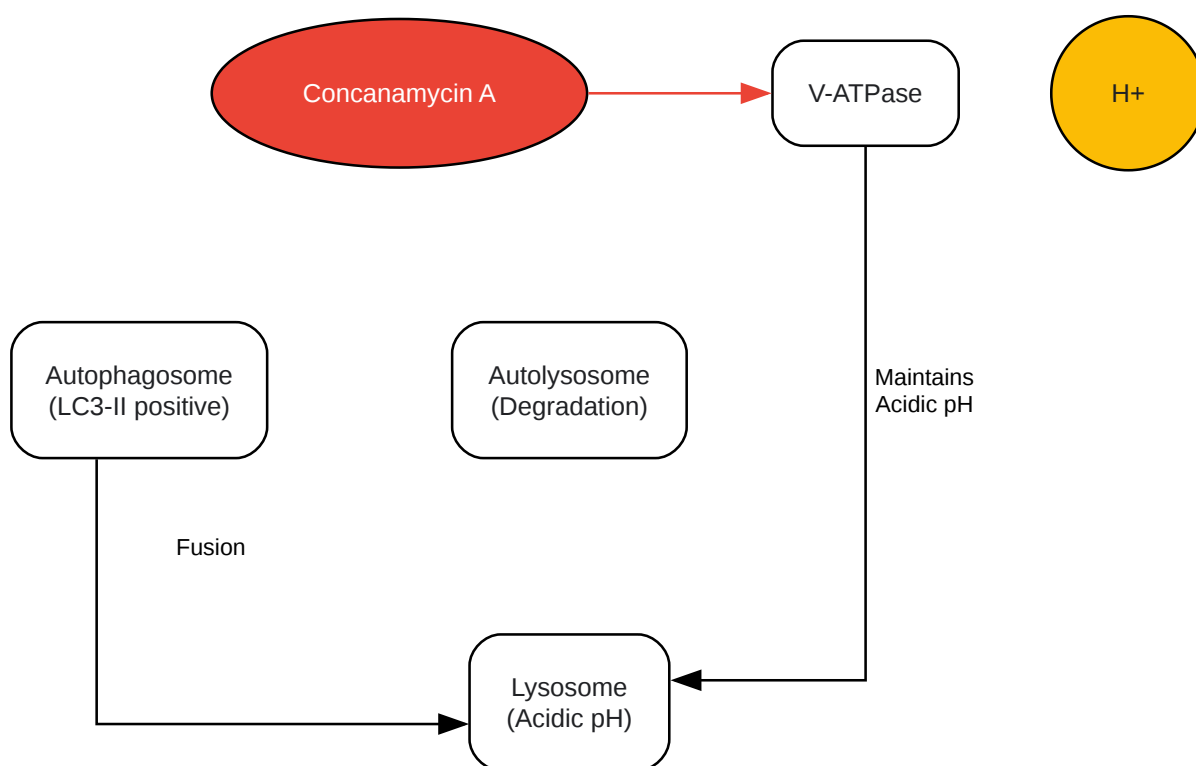 Concanamycin A
V-ATPase
H+
Autophagosome
(LC3-II positive)
Autolysosome
(Degradation)
Maintains
Acidic pH
Fusion
Lysosome
(Acidic pH)